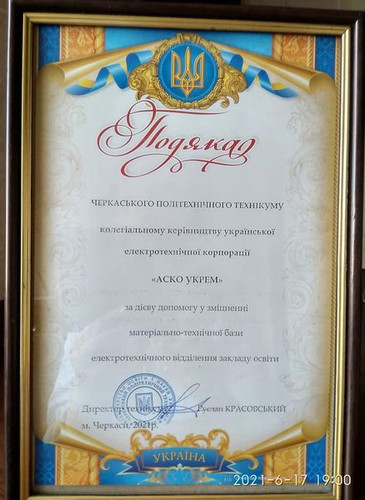 Подяка
ЧЕРКАСЬКОГО ПОЛІТЕХНІЧНОГО ТЕХНІКУМУ
колегіальному керівництву української
електротехнічної корпорації
«АСКО УКРЕМ»
за дієву допомогу у зміцненні
матеріально-технічної бази
електротехнічного відділення закладу освіти
Директор технікуму Руслан КРАСОВСЬКИЙ
м. Черкаси, 2021р.
УКРАЇНА
2021-6-17 19:00